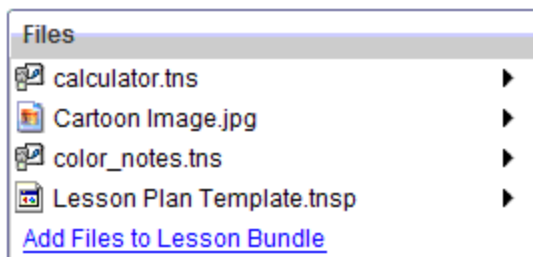 Files
calculator.tns
Cartoon Image.jpg
color_notes.tns
Lesson Plan Template.tnsp
Add Files to Lesson Bundle